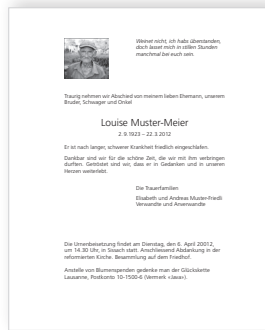 Weinet nicht, ich habs überstanden,
doch lasset mich in stillen Stunden
manchmal bei euch sein.
Traurig nehmen wir Abschied von meinem lieben Ehemann, unserem
Bruder, Schwager und Onkel
Louise Muster-Meier
2. 9.1923 – 22.3.2012
Er ist nach langer, schwerer Krankheit friedlich eingeschlafen.
Dankbar sind wir für die schöne Zeit, die wir mit ihm verbringen
durften. Getröstet sind wir, dass er in Gedanken und in unseren
Herzen weiterlebt.
Die Trauerfamilien
Elisabeth und Andreas Muster-Friedli
Verwandte und Anverwandte
Die Urnenbeisetzung findet am Dienstag, den 6. April 20012,
um 14.30 Uhr, in Sissach statt. Anschliessend Abdankung in der
reformierten Kirche. Besammlung auf dem Friedhof.
Anstelle von Blumenspenden gedenke man der Glückskette
Lausanne, Postkonto 10-1500-6 (Vermerk «Java»).